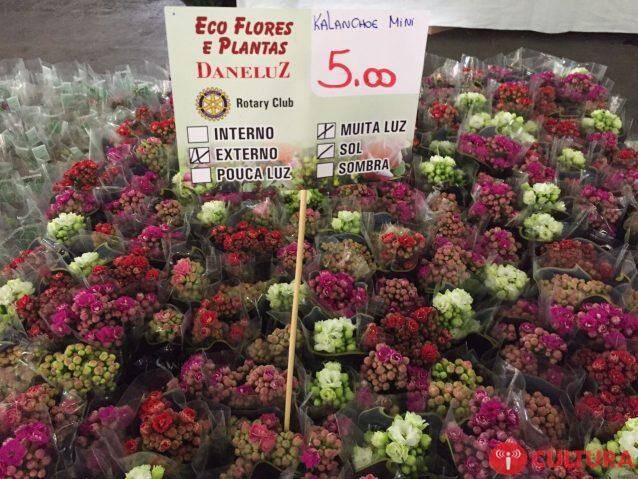 ECO FLORES
E PLANTAS
DANELUZ
Rotary Club
INTERNO
EXTERNO
POUCA LUZ
KALANCHOE MINI
5.00
MUITA LUZ
SOL
SOMBRA
CULTURA